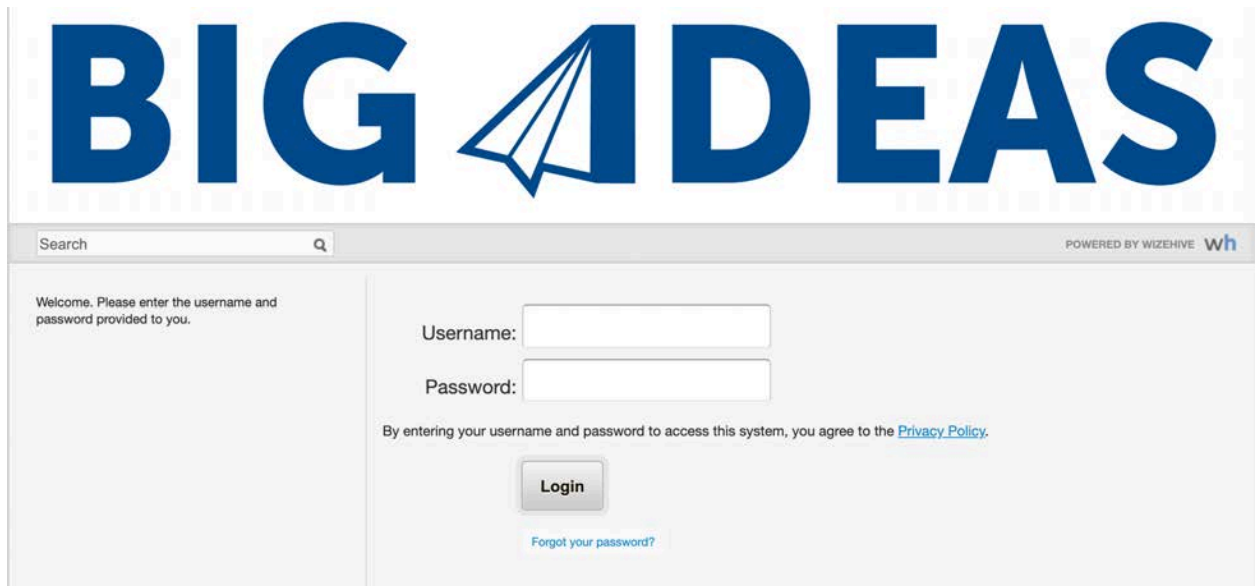 BIG IDEAS
Search
POWERED BY WIZEHIVE wh
Welcome. Please enter the username and
password provided to you.
Username:
Password:
By entering your username and password to access this system, you agree to the Privacy Policy.
Login
Forgot your password?